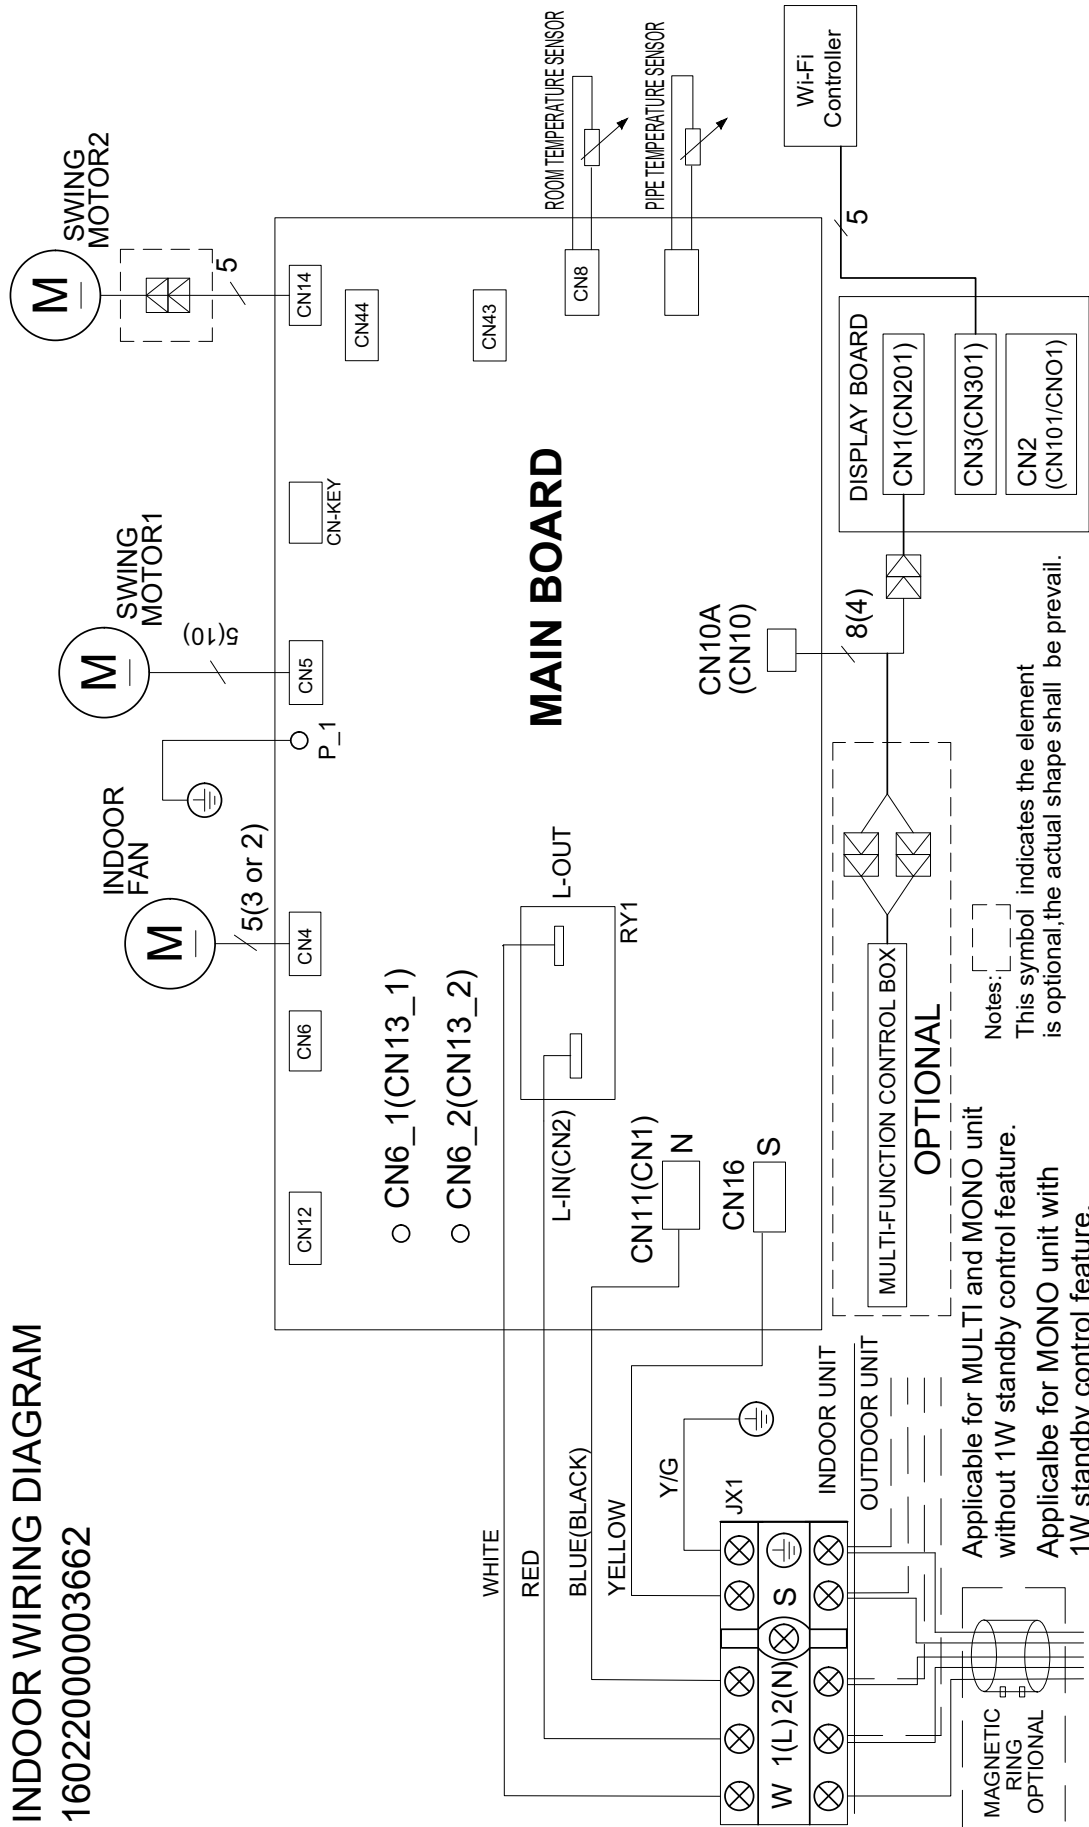 INDOOR WIRING DIAGRAM
16022000003662
SWING
MOTOR2
M
5
SWING
MOTOR1
M
5(10)
INDOOR
FAN
M
5(3 or 2)
P_1
CN12
CN6
CN4
CN5
CN-KEY
CN14
CN44
CN43
CN8
ROOM TEMPERATURE SENSOR
PIPE TEMPERATURE SENSOR
CN6_1(CN13_1)
CN6_2(CN13_2)
MAIN BOARD
L-IN(CN2)
L-OUT
RY1
CN11(CN1)
N
CN16
S
CN10A
(CN10)
8(4)
WHITE
RED
BLUE(BLACK)
YELLOW
Y/G
JX1
W 1(L) 2(N) S
INDOOR UNIT
OUTDOOR UNIT
MULTI-FUNCTION CONTROL BOX
OPTIONAL
DISPLAY BOARD
CN1(CN201)
CN3(CN301)
CN2
(CN101/CNO1)
5
Wi-Fi
Controller
MAGNETIC
RING
OPTIONAL
Applicable for MULTI and MONO unit
without 1W standby control feature.
Applicalbe for MONO unit with
1W standby control feature.
Notes:
This symbol indicates the element
is optional,the actual shape shall be prevail.